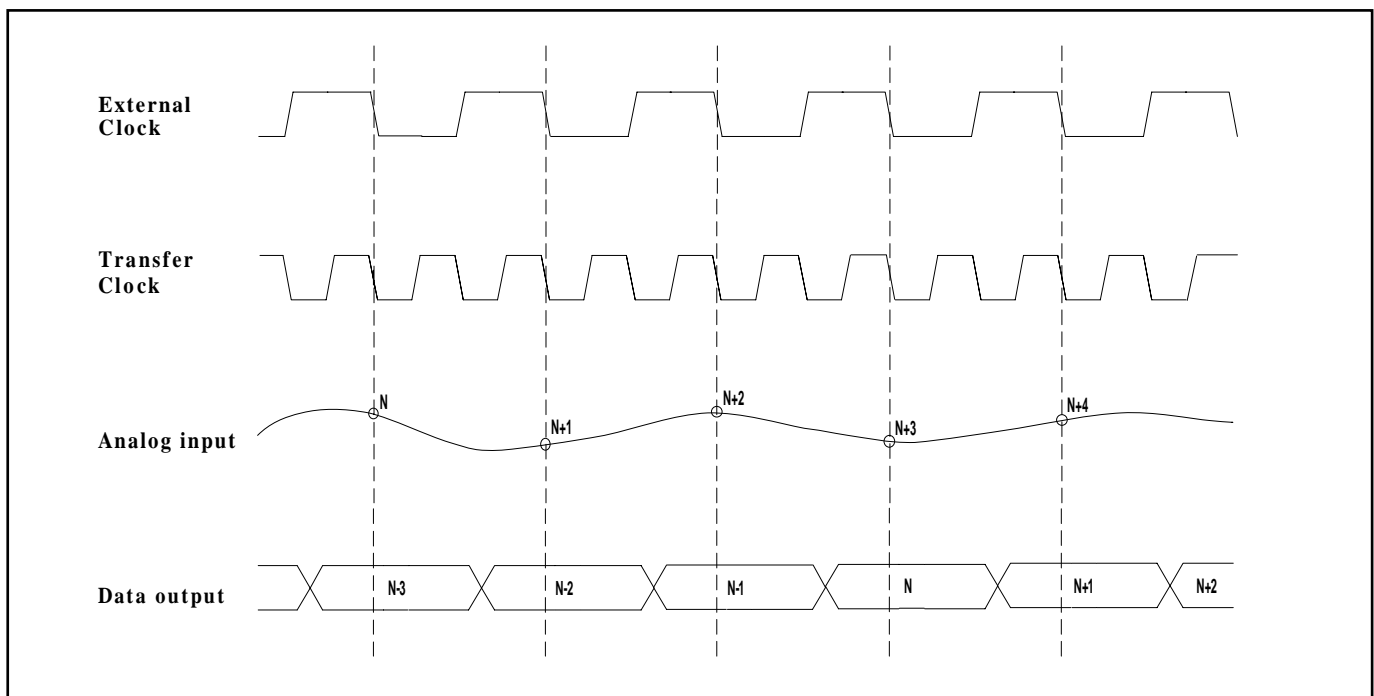 External
Clock
Transfer
Clock
N
N+1
N+2
N+3
N+4
Analog input
Data output
N-3
N-2
N-1
N
N+1
N+2